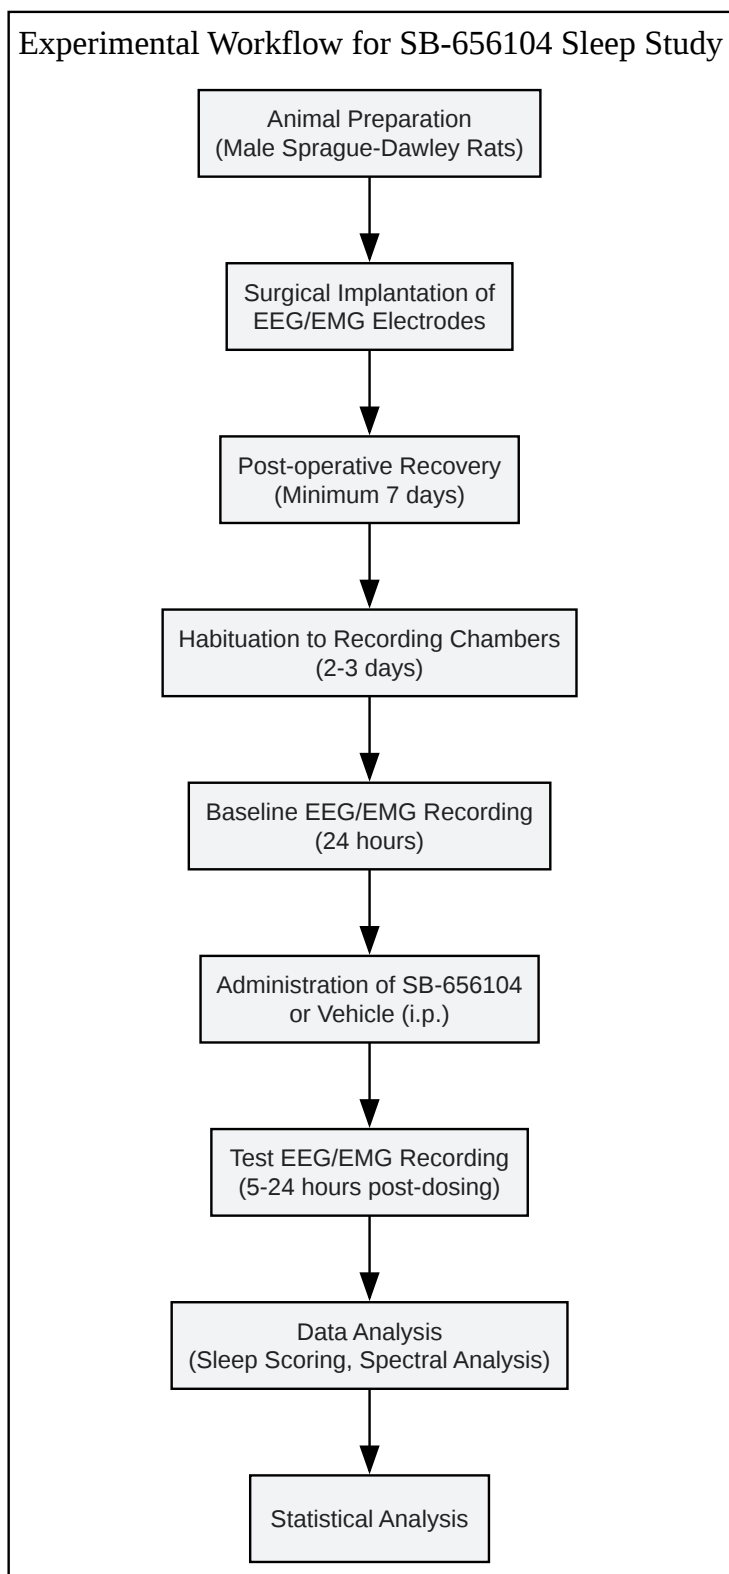 Experimental Workflow for SB-656104 Sleep Study
Animal Preparation
(Male Sprague-Dawley Rats)
Surgical Implantation of
EEG/EMG Electrodes
Post-operative Recovery
(Minimum 7 days)
Habituation to Recording Chambers
(2-3 days)
Baseline EEG/EMG Recording
(24 hours)
Administration of SB-656104
or Vehicle (i.p.)
Test EEG/EMG Recording
(5-24 hours post-dosing)
Data Analysis
(Sleep Scoring, Spectral Analysis)
Statistical Analysis